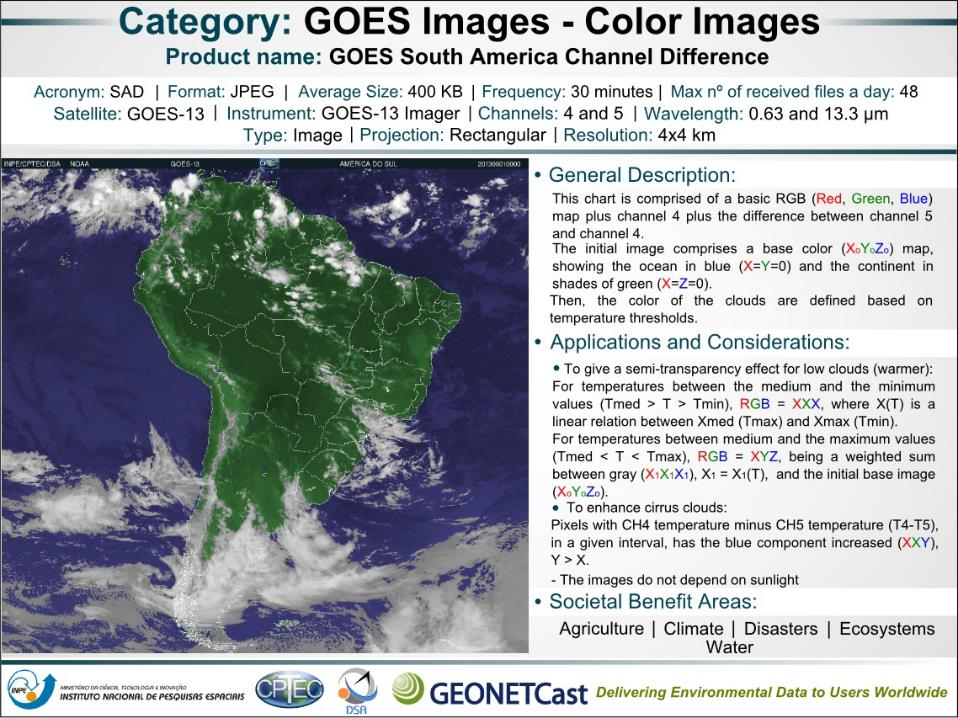 Category: GOES Images - Color Images
Product name: GOES South America Channel Difference
Acronym: SAD | Format: JPEG | Average Size: 400 KB | Frequency: 30 minutes | Max nº of received files a day: 48
Satellite: GOES-13 | Instrument: GOES-13 Imager | Channels: 4 and 5 | Wavelength: 0.63 and 13.3 µm
Type: Image | Projection: Rectangular | Resolution: 4x4 km
INPE/CPTEC/DSA NOAA GOES-13 CPTEC AMERICA DO SUL 201309010000
• General Description:
This chart is comprised of a basic RGB (Red, Green, Blue)
map plus channel 4 plus the difference between channel 5
and channel 4.
The initial image comprises a base color (XoYoZo) map,
showing the ocean in blue (X=Y=0) and the continent in
shades of green (X=Z=0).
Then, the color of the clouds are defined based on
temperature thresholds.
• Applications and Considerations:
• To give a semi-transparency effect for low clouds (warmer):
For temperatures between the medium and the minimum
values (Tmed > T > Tmin), RGB = XXX, where X(T) is a
linear relation between Xmed (Tmax) and Xmax (Tmin).
For temperatures between medium and the maximum values
(Tmed < T < Tmax), RGB = XYZ, being a weighted sum
between gray (X1X1X1), X1 = X1(T), and the initial base image
(XoYoZo).
• To enhance cirrus clouds:
Pixels with CH4 temperature minus CH5 temperature (T4-T5),
in a given interval, has the blue component increased (XXY),
Y > X.
- The images do not depend on sunlight
• Societal Benefit Areas:
Agriculture | Climate | Disasters | Ecosystems
Water
INPE
MINISTÉRIO DA CIÊNCIA, TECNOLOGIA E INOVAÇÃO
INSTITUTO NACIONAL DE PESQUISAS ESPACIAIS
CPTEC
DSA
GEONETCast
Delivering Environmental Data to Users Worldwide